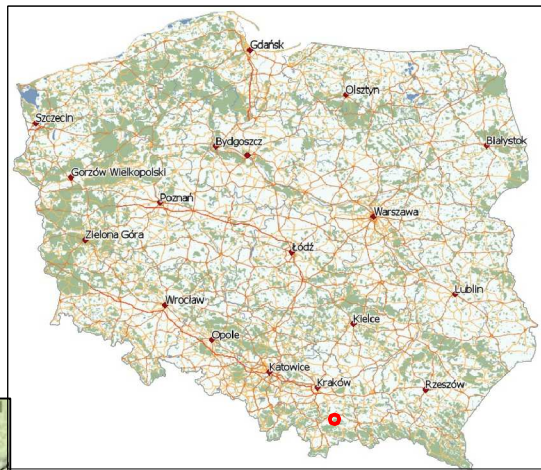 Gdańsk
Olsztyn
Szczecin
Bydgoszcz
Białystok
Gorzów Wielkopolski
Poznań
Warszawa
Zielona Góra
Łódź
Lublin
Wrocław
Kielce
Opole
Katowice
Kraków
Rzeszów